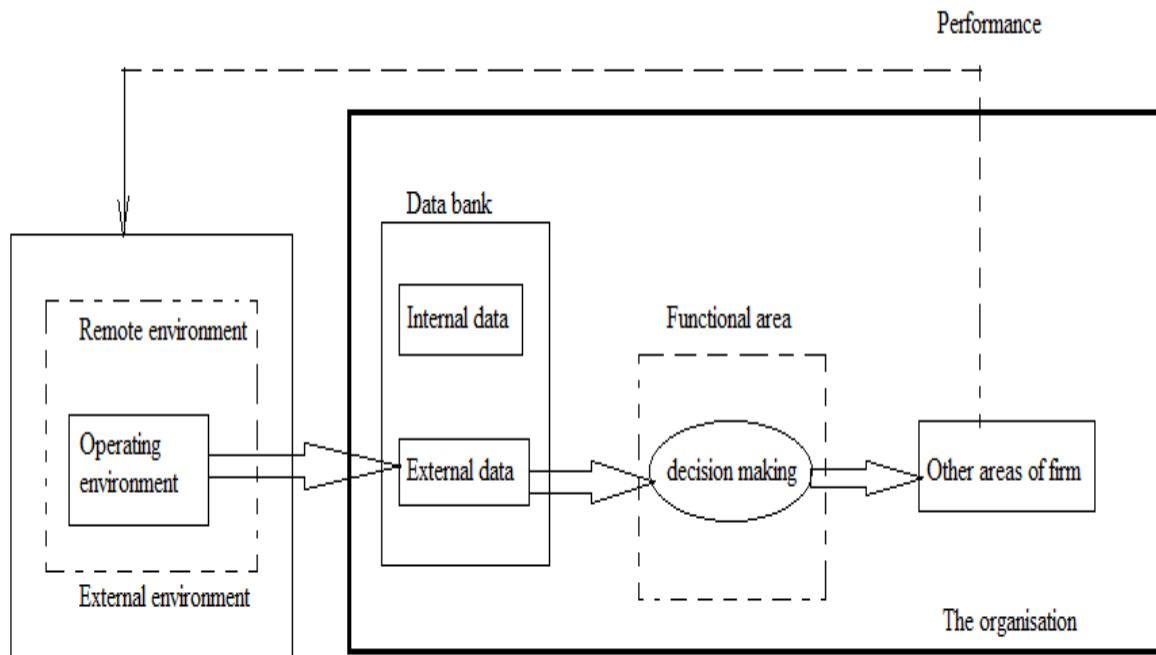 Performance
Data bank
Internal data
Functional area
Remote environment
Operating
environment
External data
decision making
Other areas of firm
External environment
The organisation